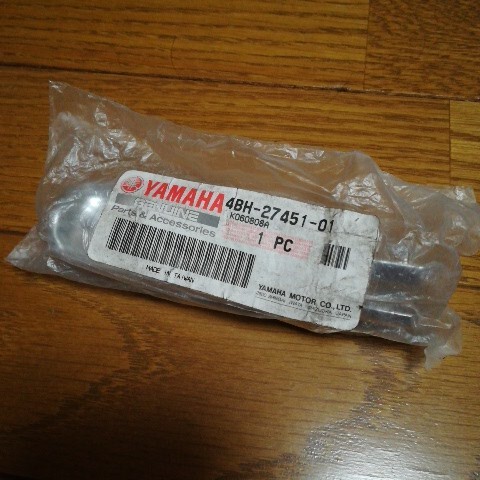 YAMAHA
GENUINE
Parts & Accessories
4BH-27451-01
K060808A
1 PC
MADE IN TAIWAN
YAMAHA MOTOR CO., LTD.